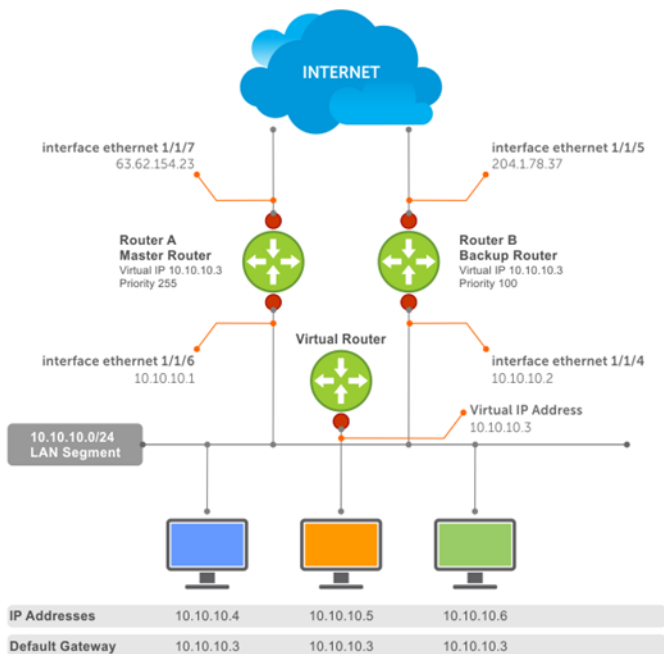 INTERNET
interface ethernet 1/1/7
63.62.154.23
interface ethernet 1/1/5
204.1.78.37
Router A
Master Router
Virtual IP 10.10.10.3
Priority 255
Router B
Backup Router
Virtual IP 10.10.10.3
Priority 100
interface ethernet 1/1/6
10.10.10.1
Virtual Router
interface ethernet 1/1/4
10.10.10.2
Virtual IP Address
10.10.10.3
10.10.10.0/24
LAN Segment
IP Addresses 10.10.10.4 10.10.10.5 10.10.10.6
Default Gateway 10.10.10.3 10.10.10.3 10.10.10.3